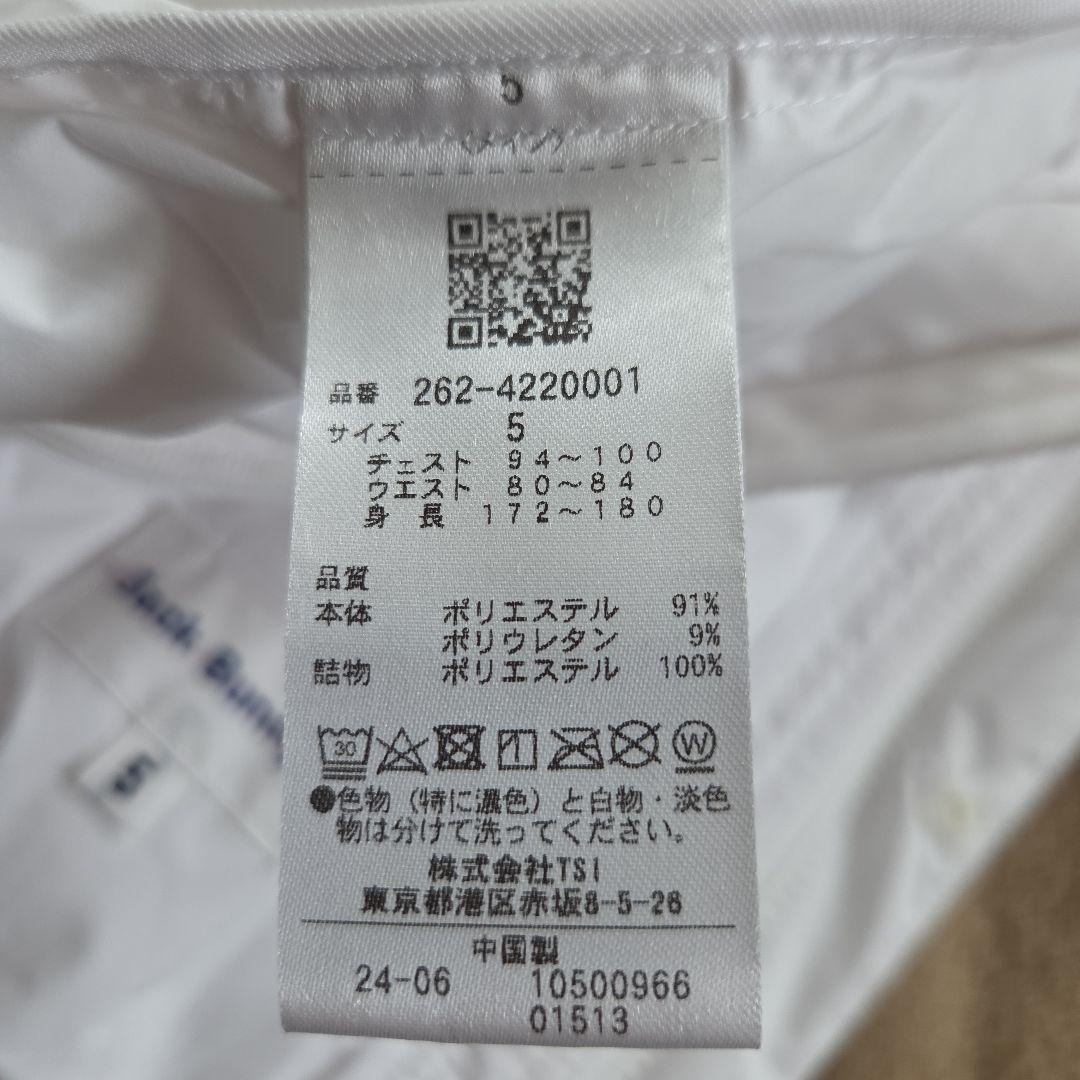 5
〈メイン〉
品番 262-4220001
サイズ 5
チェスト 94～100
ウエスト 80～84
身 長 172～180
品質
本体 ポリエステル 91%
ポリウレタン 9%
詰物 ポリエステル 100%
30
W
●色物（特に濃色）と白物・淡色
物は分けて洗ってください。
株式会社TSI
東京都港区赤坂8-5-26
中国製
24-06 10500966
01513
Jack Bunn
5